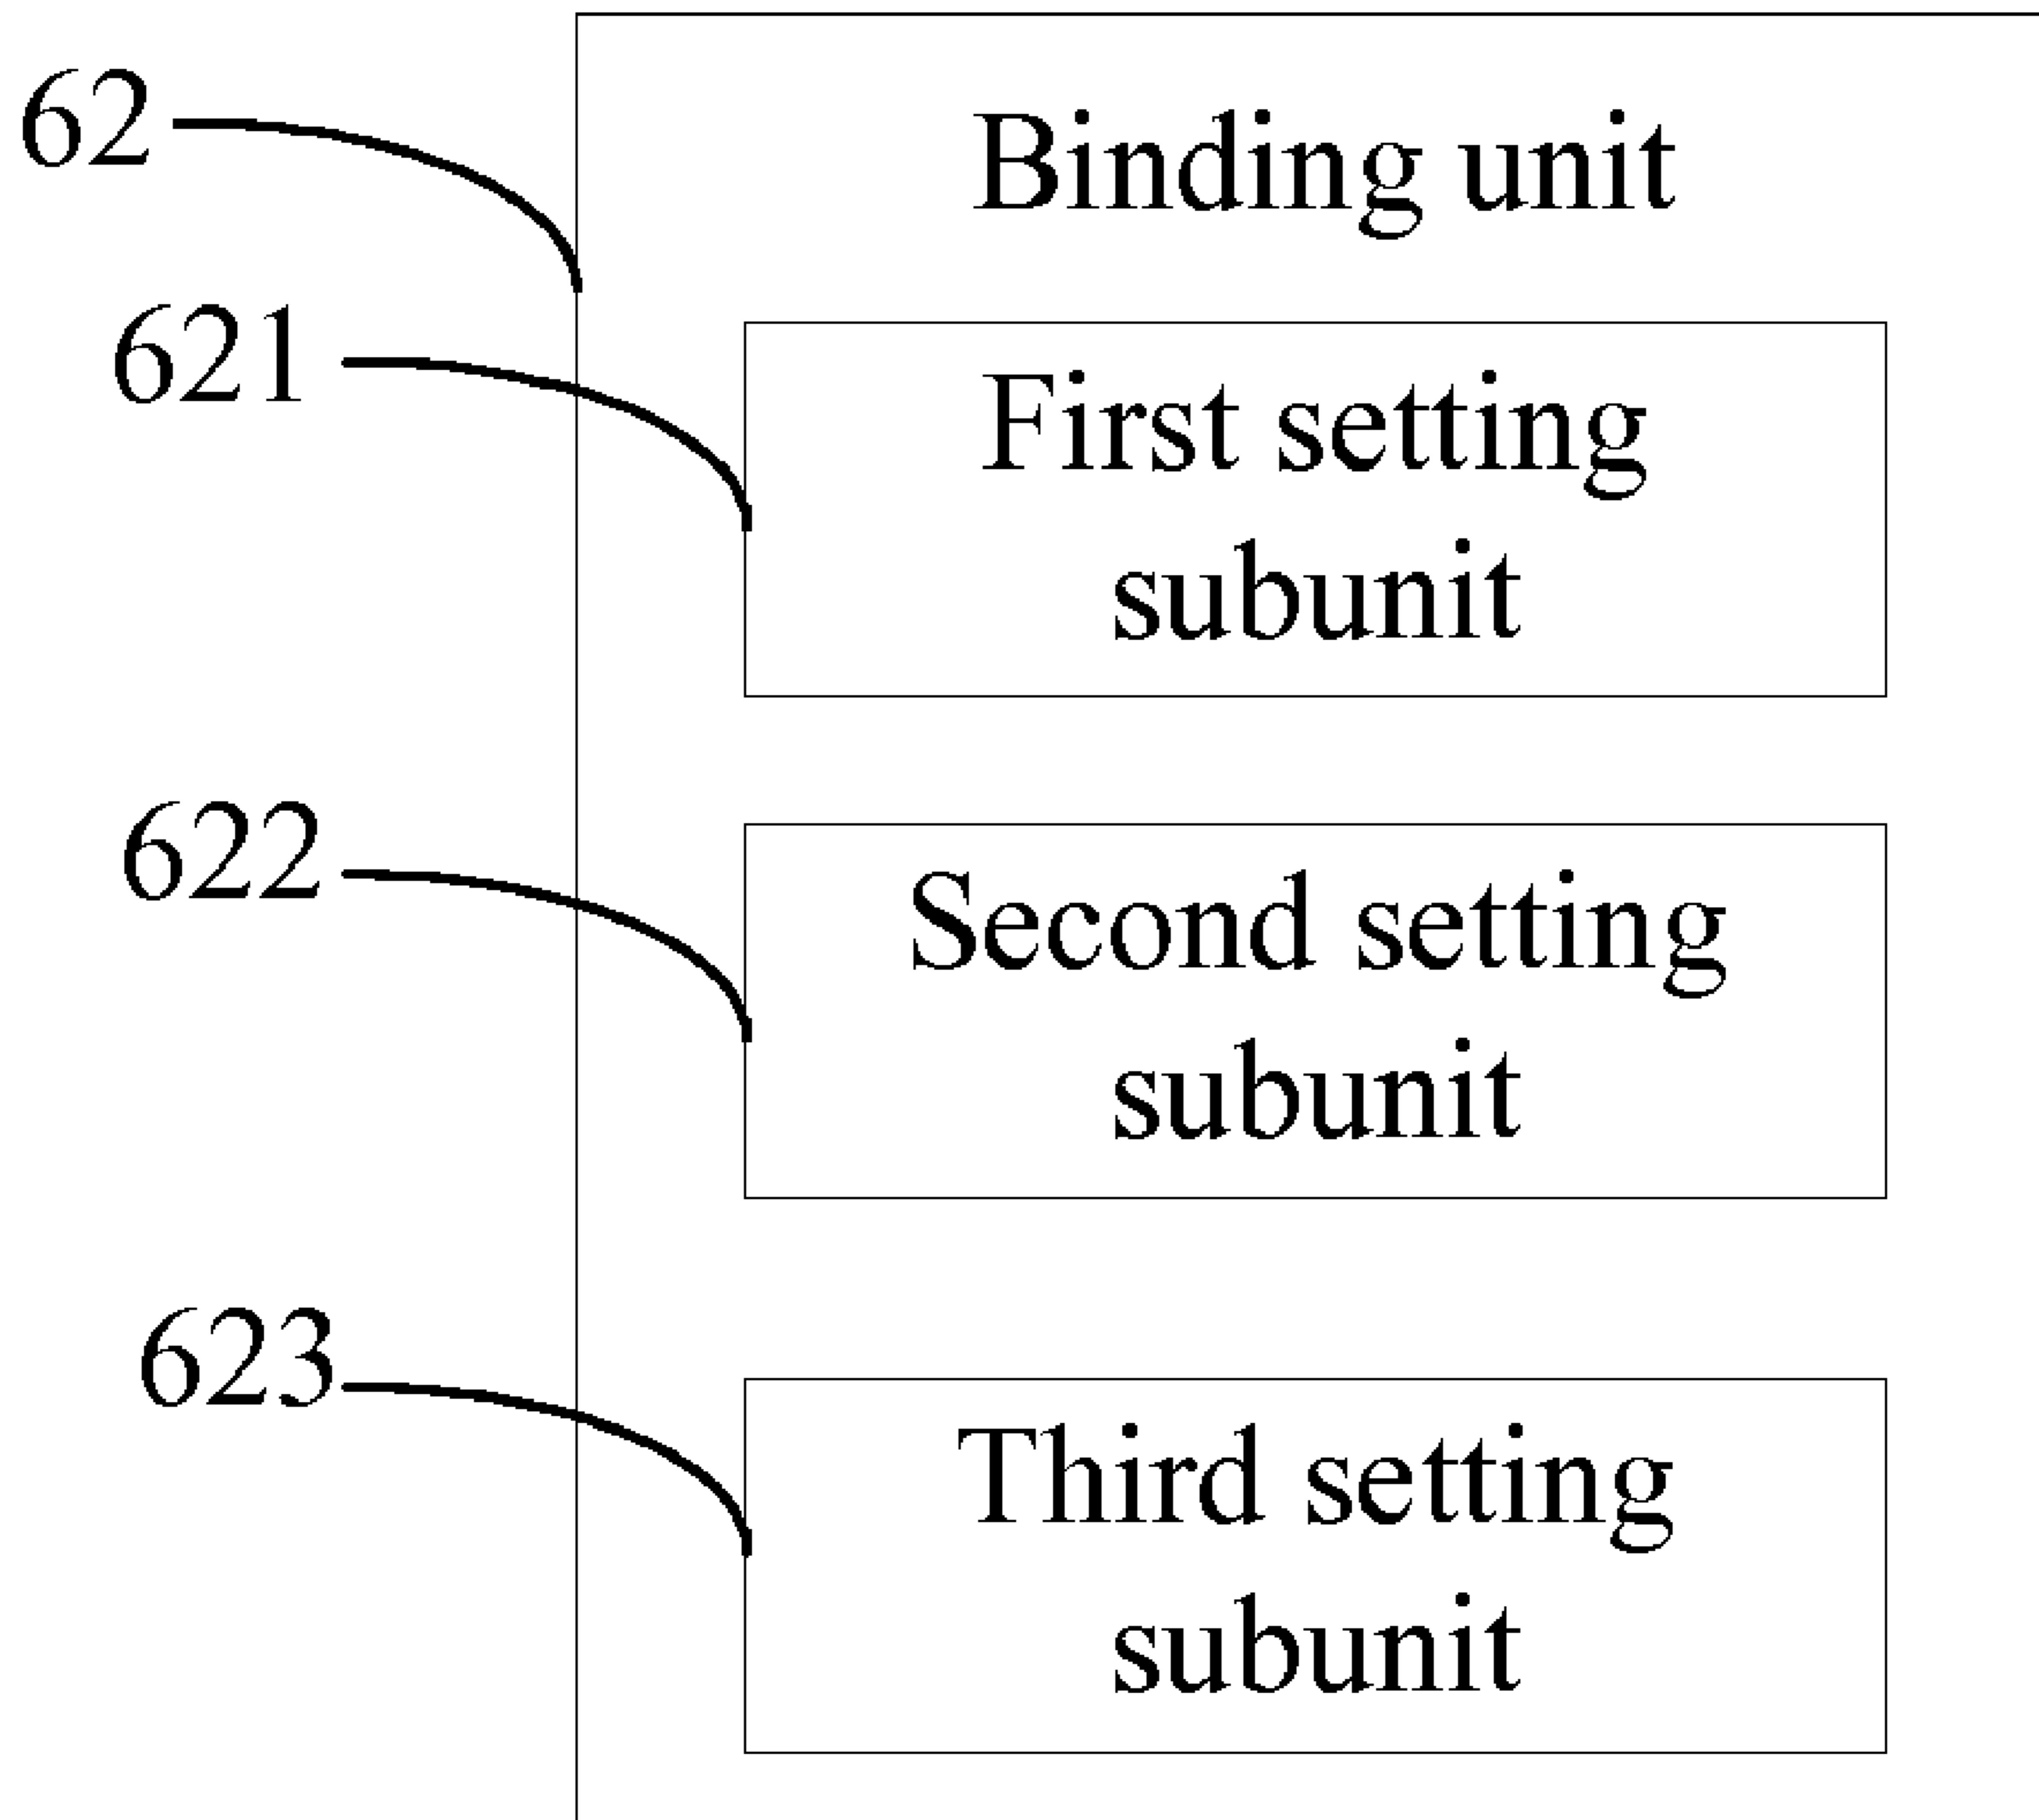 62
Binding unit
621
First setting
subunit
622
Second setting
subunit
623
Third setting
subunit